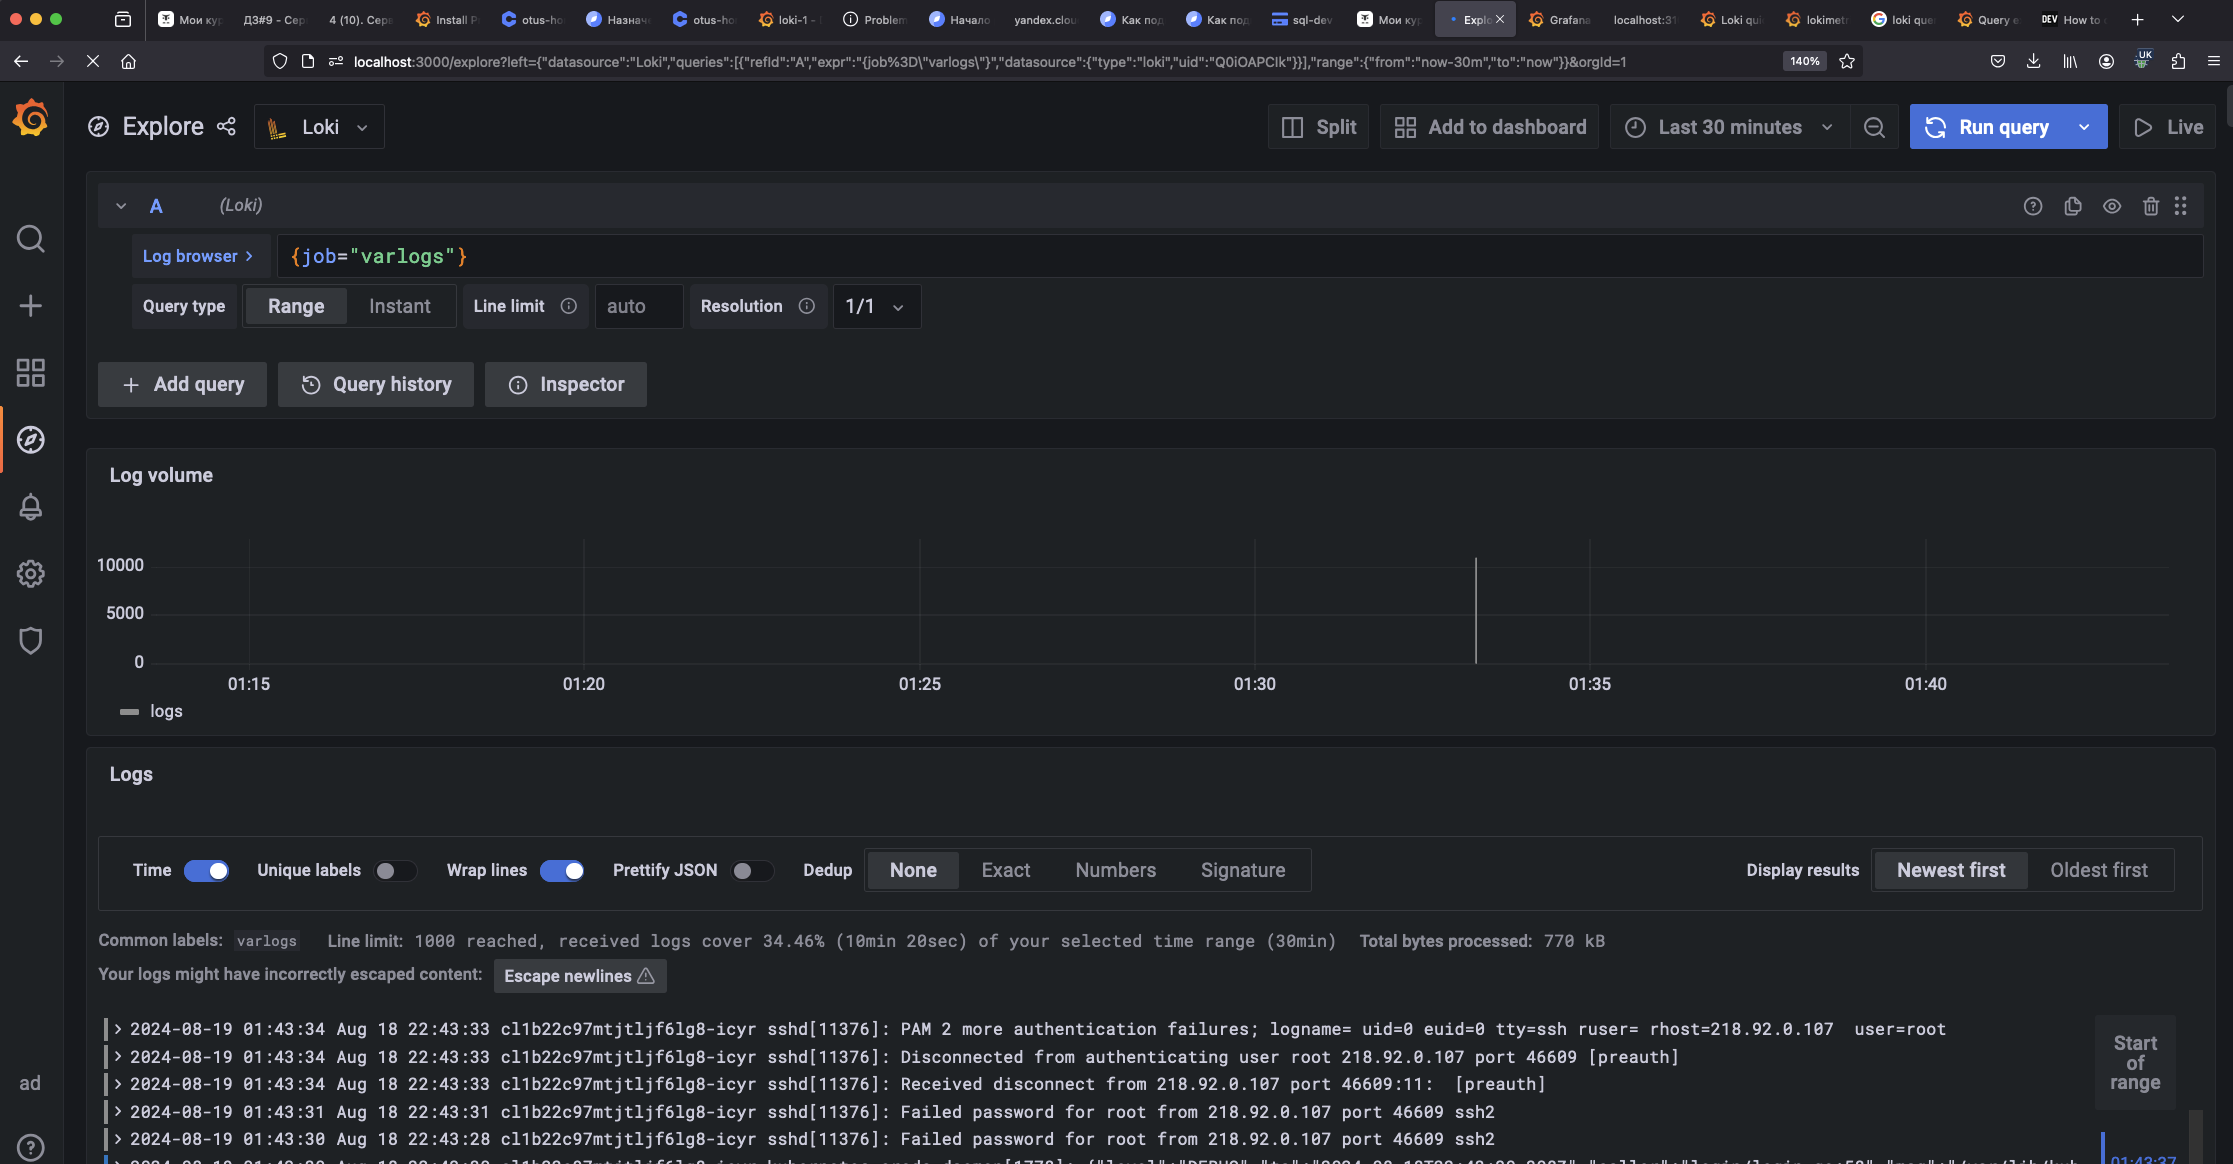 Мои кур
ДЗ#9 - Сер
4 (10). Сере
Install P
otus-ho
Назначе
otus-ho
loki-1 -
Problem
Начало
yandex.clou
Как под
Как под
sql-dev
Мои кур
Explo
Grafana
localhost:31
Loki qui
lokimet
loki que
Query e
DEV How to
localhost:3000/explore?left={"datasource":"Loki","queries":[{"refId":"A","expr":"{job%3D\"varlogs\"}","datasource":{"type":"loki","uid":"Q0iOAPClk"}}],"range":{"from":"now-30m","to":"now"}}&orgId=1
140%
UK
Explore
Loki
Split
Add to dashboard
Last 30 minutes
Run query
Live
A (Loki)
Log browser > {job="varlogs"}
Query type Range Instant Line limit auto Resolution 1/1
+ Add query Query history Inspector
Log volume
10000
5000
0
01:15 01:20 01:25 01:30 01:35 01:40
logs
Logs
Time Unique labels Wrap lines Prettify JSON Dedup None Exact Numbers Signature Display results Newest first Oldest first
Common labels: varlogs Line limit: 1000 reached, received logs cover 34.46% (10min 20sec) of your selected time range (30min) Total bytes processed: 770 kB
Your logs might have incorrectly escaped content: Escape newlines
> 2024-08-19 01:43:34 Aug 18 22:43:33 cl1b22c97mtjtljf6lg8-icyr sshd[11376]: PAM 2 more authentication failures; logname= uid=0 euid=0 tty=ssh ruser= rhost=218.92.0.107  user=root
> 2024-08-19 01:43:34 Aug 18 22:43:33 cl1b22c97mtjtljf6lg8-icyr sshd[11376]: Disconnected from authenticating user root 218.92.0.107 port 46609 [preauth]
> 2024-08-19 01:43:34 Aug 18 22:43:33 cl1b22c97mtjtljf6lg8-icyr sshd[11376]: Received disconnect from 218.92.0.107 port 46609:11:  [preauth]
> 2024-08-19 01:43:31 Aug 18 22:43:31 cl1b22c97mtjtljf6lg8-icyr sshd[11376]: Failed password for root from 218.92.0.107 port 46609 ssh2
> 2024-08-19 01:43:30 Aug 18 22:43:28 cl1b22c97mtjtljf6lg8-icyr sshd[11376]: Failed password for root from 218.92.0.107 port 46609 ssh2
Start
of
range
01:43:37
ad